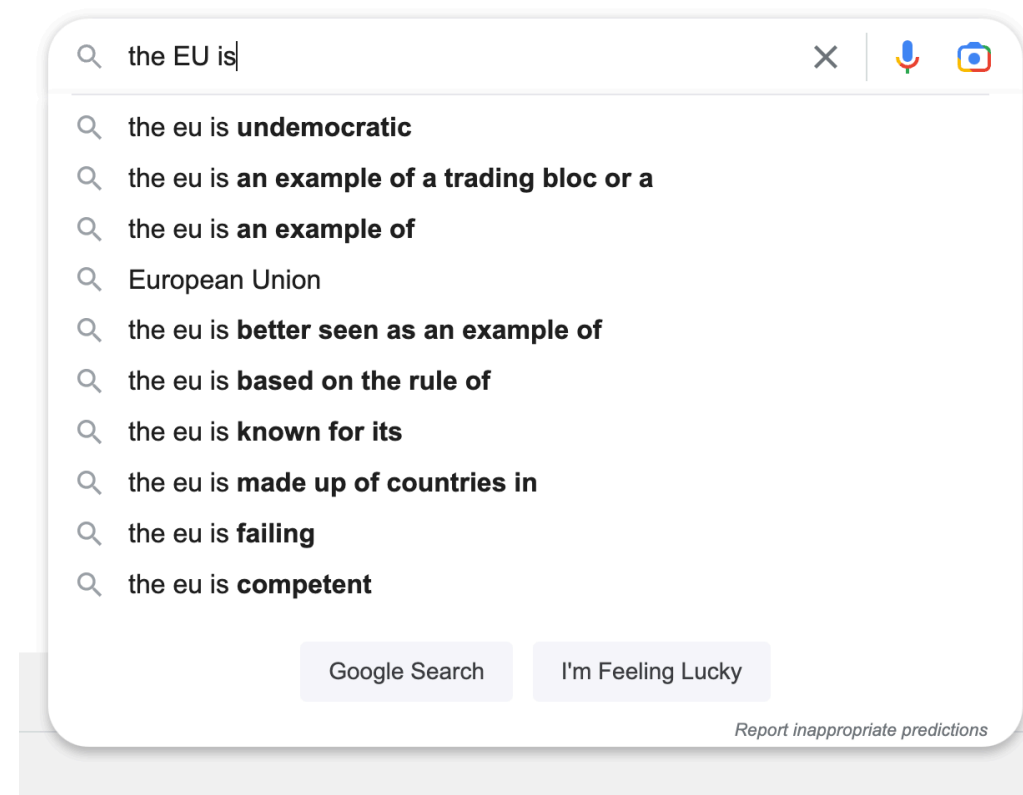 the EU is
the eu is undemocratic
the eu is an example of a trading bloc or a
the eu is an example of
European Union
the eu is better seen as an example of
the eu is based on the rule of
the eu is known for its
the eu is made up of countries in
the eu is failing
the eu is competent
Google Search I'm Feeling Lucky
Report inappropriate predictions